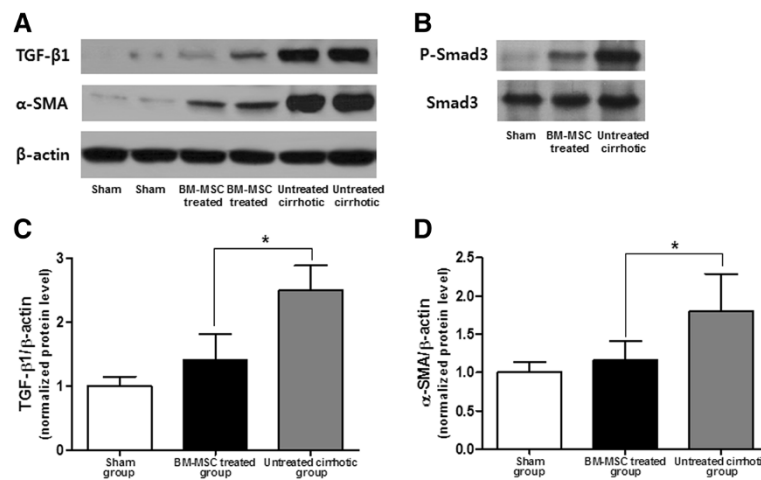 A
TGF-β1
α-SMA
β-actin
Sham Sham BM-MSC BM-MSC Untreated Untreated
treated treated cirrhotic cirrhotic
B
P-Smad3
Smad3
Sham BM-MSC Untreated
treated cirrhotic
C
TGF-β1/β-actin
(normalized protein level)
3
2
1
0
*
Sham BM-MSC treated Untreated cirrhotic
group group group
D
α-SMA/β-actin
(normalized protein level)
2.5
2.0
1.5
1.0
0.5
0.0
*
Sham BM-MSC treated Untreated cirrhotic
group group group